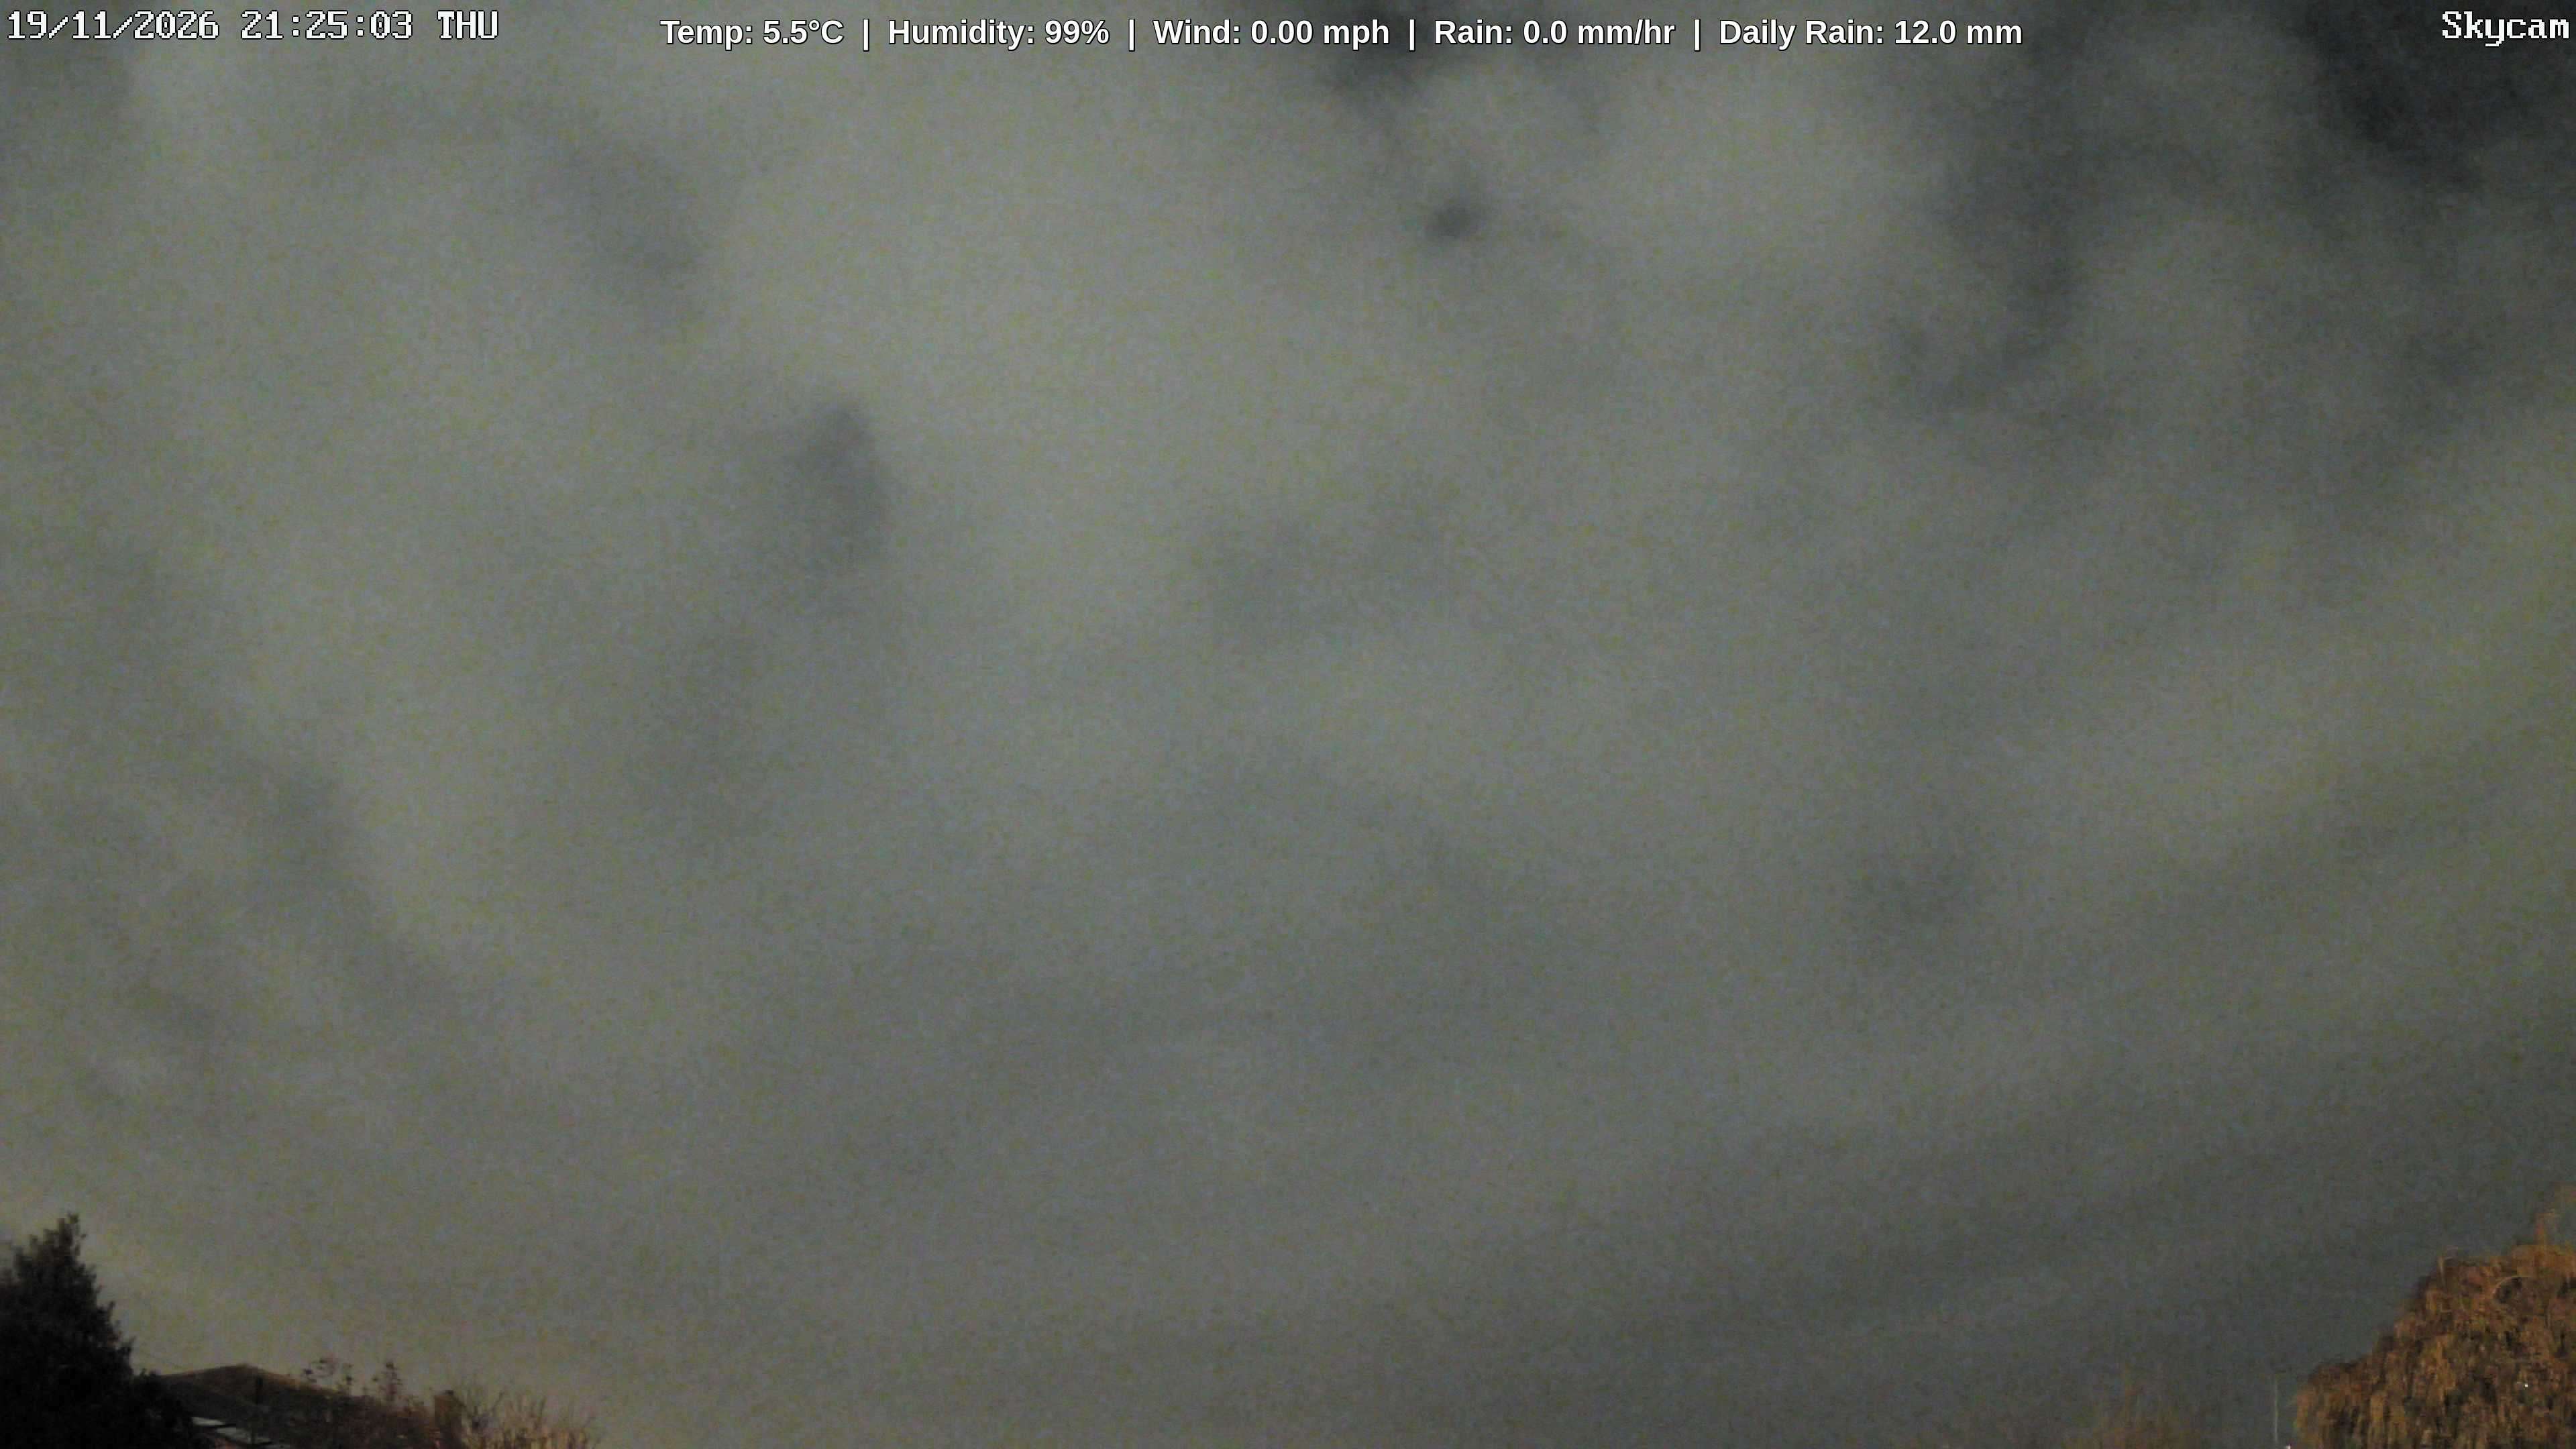 19/11/2026 21:25:03 THU
Temp: 5.5°C | Humidity: 99% | Wind: 0.00 mph | Rain: 0.0 mm/hr | Daily Rain: 12.0 mm
Skycam